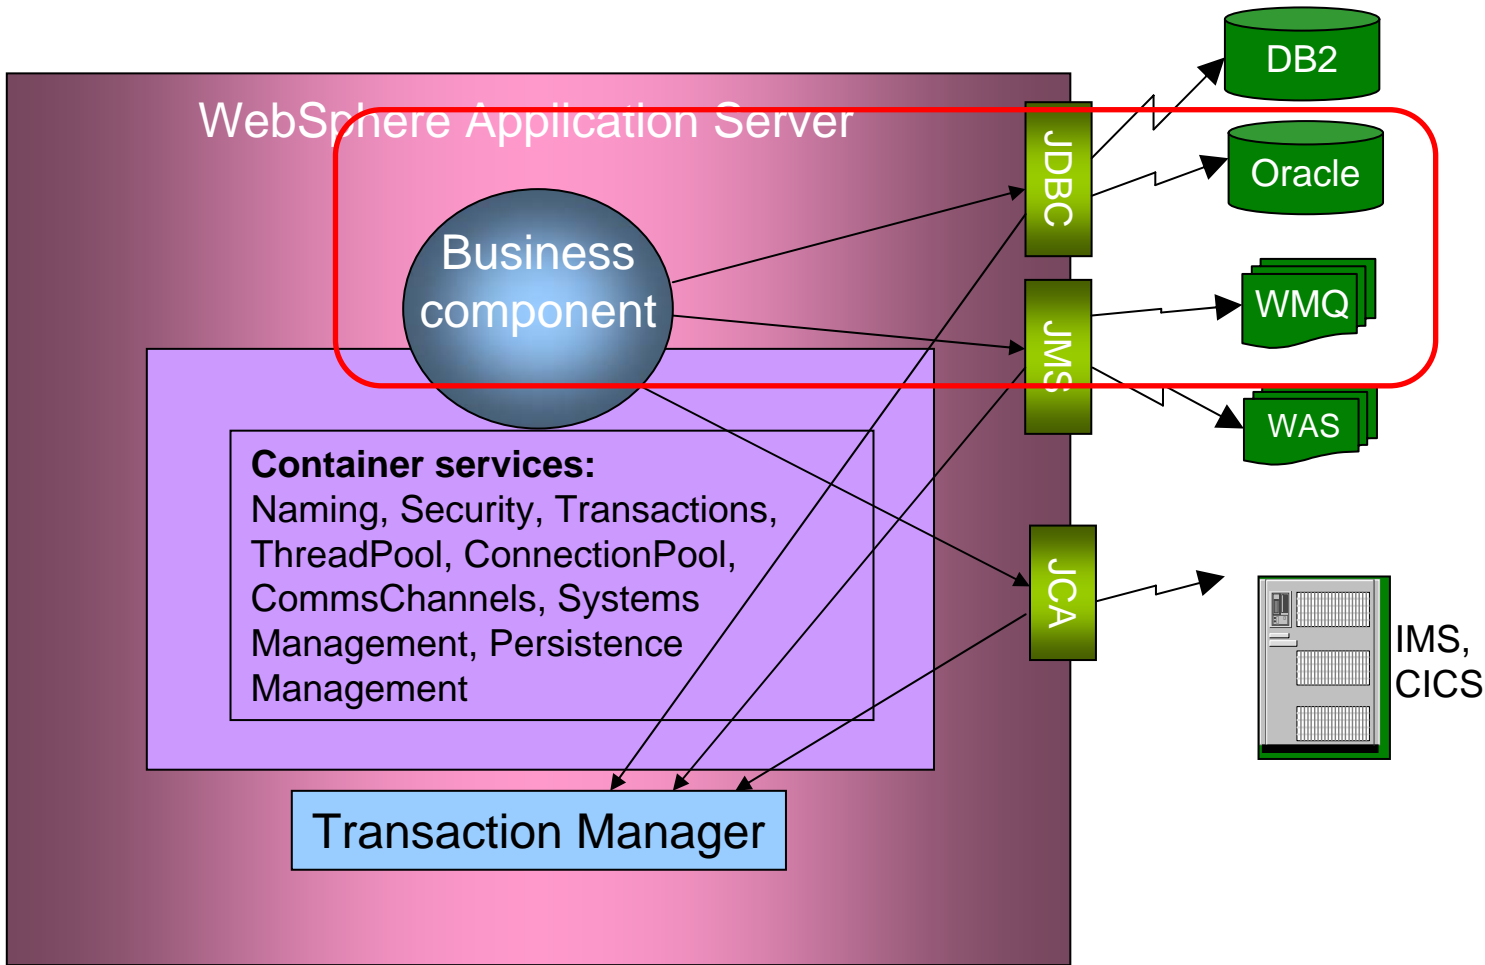 WebSphere Application Server
DB2
JDBC
Oracle
Business
component
WMQ
JMS
WAS
Container services:
Naming, Security, Transactions,
ThreadPool, ConnectionPool,
CommsChannels, Systems
Management, Persistence
Management
JCA
IMS,
CICS
Transaction Manager